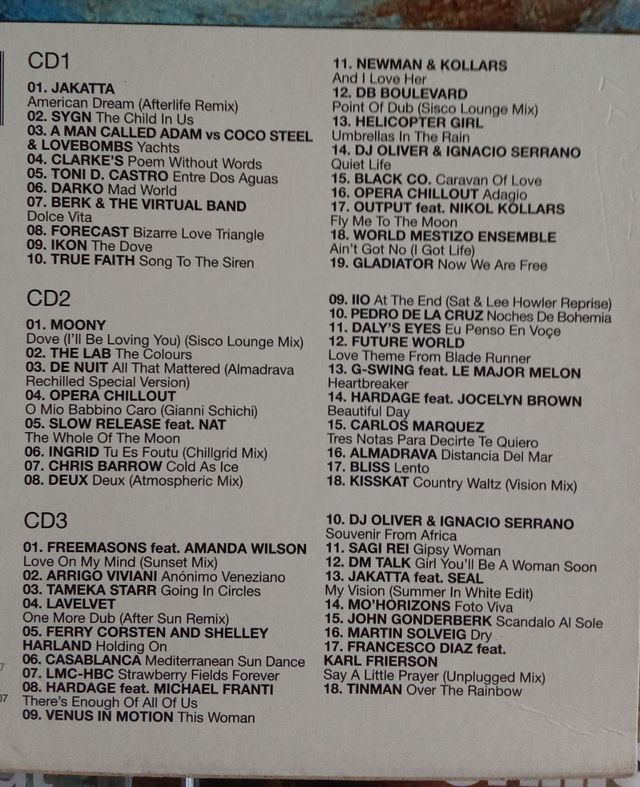 CD1
01. JAKATTA
American Dream (Afterlife Remix)
02. SYGN The Child In Us
03. A MAN CALLED ADAM vs COCO STEEL
& LOVEBOMBS Yachts
04. CLARKE'S Poem Without Words
05. TONI D. CASTRO Entre Dos Aguas
06. DARKO Mad World
07. BERK & THE VIRTUAL BAND
Dolce Vita
08. FORECAST Bizarre Love Triangle
09. IKON The Dove
10. TRUE FAITH Song To The Siren
11. NEWMAN & KOLLARS
And I Love Her
12. DB BOULEVARD
Point Of Dub (Sisco Lounge Mix)
13. HELICOPTER GIRL
Umbrellas In The Rain
14. DJ OLIVER & IGNACIO SERRANO
Quiet Life
15. BLACK CO. Caravan Of Love
16. OPERA CHILLOUT Adagio
17. OUTPUT feat. NIKOL KOLLARS
Fly Me To The Moon
18. WORLD MESTIZO ENSEMBLE
Ain't Got No (I Got Life)
19. GLADIATOR Now We Are Free
CD2
01. MOONY
Dove (I'll Be Loving You) (Sisco Lounge Mix)
02. THE LAB The Colours
03. DE NUIT All That Mattered (Almadrava
Rechilled Special Version)
04. OPERA CHILLOUT
O Mio Babbino Caro (Gianni Schichi)
05. SLOW RELEASE feat. NAT
The Whole Of The Moon
06. INGRID Tu Es Foutu (Chillgrid Mix)
07. CHRIS BARROW Cold As Ice
08. DEUX Deux (Atmospheric Mix)
09. IIO At The End (Sat & Lee Howler Reprise)
10. PEDRO DE LA CRUZ Noches De Bohemia
11. DALY'S EYES Eu Penso En Voçe
12. FUTURE WORLD
Love Theme From Blade Runner
13. G-SWING feat. LE MAJOR MELON
Heartbreaker
14. HARDAGE feat. JOCELYN BROWN
Beautiful Day
15. CARLOS MARQUEZ
Tres Notas Para Decirte Te Quiero
16. ALMADRAVA Distancia Del Mar
17. BLISS Lento
18. KISSKAT Country Waltz (Vision Mix)
CD3
01. FREEMASONS feat. AMANDA WILSON
Love On My Mind (Sunset Mix)
02. ARRIGO VIVIANI Anónimo Veneziano
03. TAMEKA STARR Going In Circles
04. LAVELVET
One More Dub (After Sun Remix)
05. FERRY CORSTEN AND SHELLEY
HARLAND Holding On
06. CASABLANCA Mediterranean Sun Dance
07. LMC-HBC Strawberry Fields Forever
08. HARDAGE feat. MICHAEL FRANTI
There's Enough Of All Of Us
09. VENUS IN MOTION This Woman
10. DJ OLIVER & IGNACIO SERRANO
Souvenir From Africa
11. SAGI REI Gipsy Woman
12. DM TALK Girl You'll Be A Woman Soon
13. JAKATTA feat. SEAL
My Vision (Summer In White Edit)
14. MO'HORIZONS Foto Viva
15. JOHN GONDERBERK Scandalo Al Sole
16. MARTIN SOLVEIG Dry
17. FRANCESCO DIAZ feat.
KARL FRIERSON
Say A Little Prayer (Unplugged Mix)
18. TINMAN Over The Rainbow